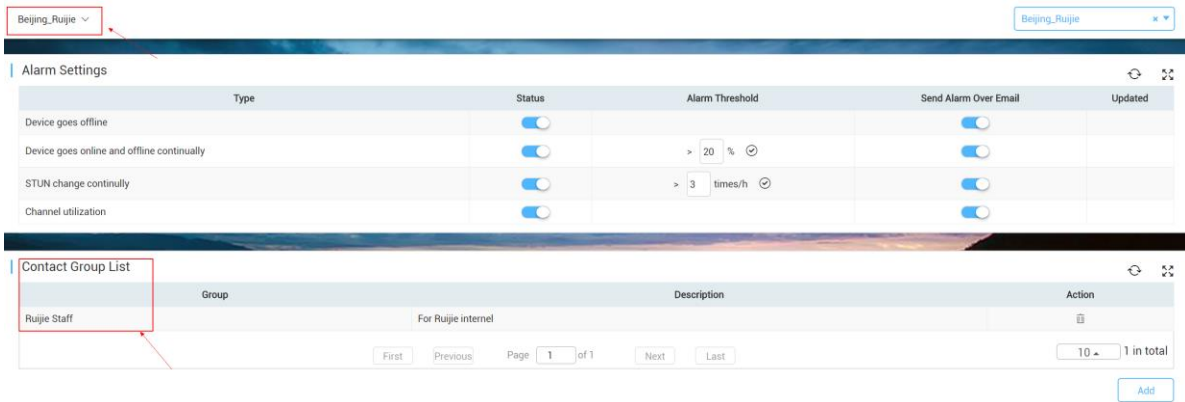 Beijing_Ruijie Beijing_Ruijie
Alarm Settings
Type Status Alarm Threshold Send Alarm Over Email Updated
Device goes offline
Device goes online and offline continually > 20 %
STUN change continully > 3 times/h
Channel utilization
Contact Group List
Group Description Action
Ruijie Staff For Ruijie internel
First Previous Page 1 of 1 Next Last 10 1 in total
Add